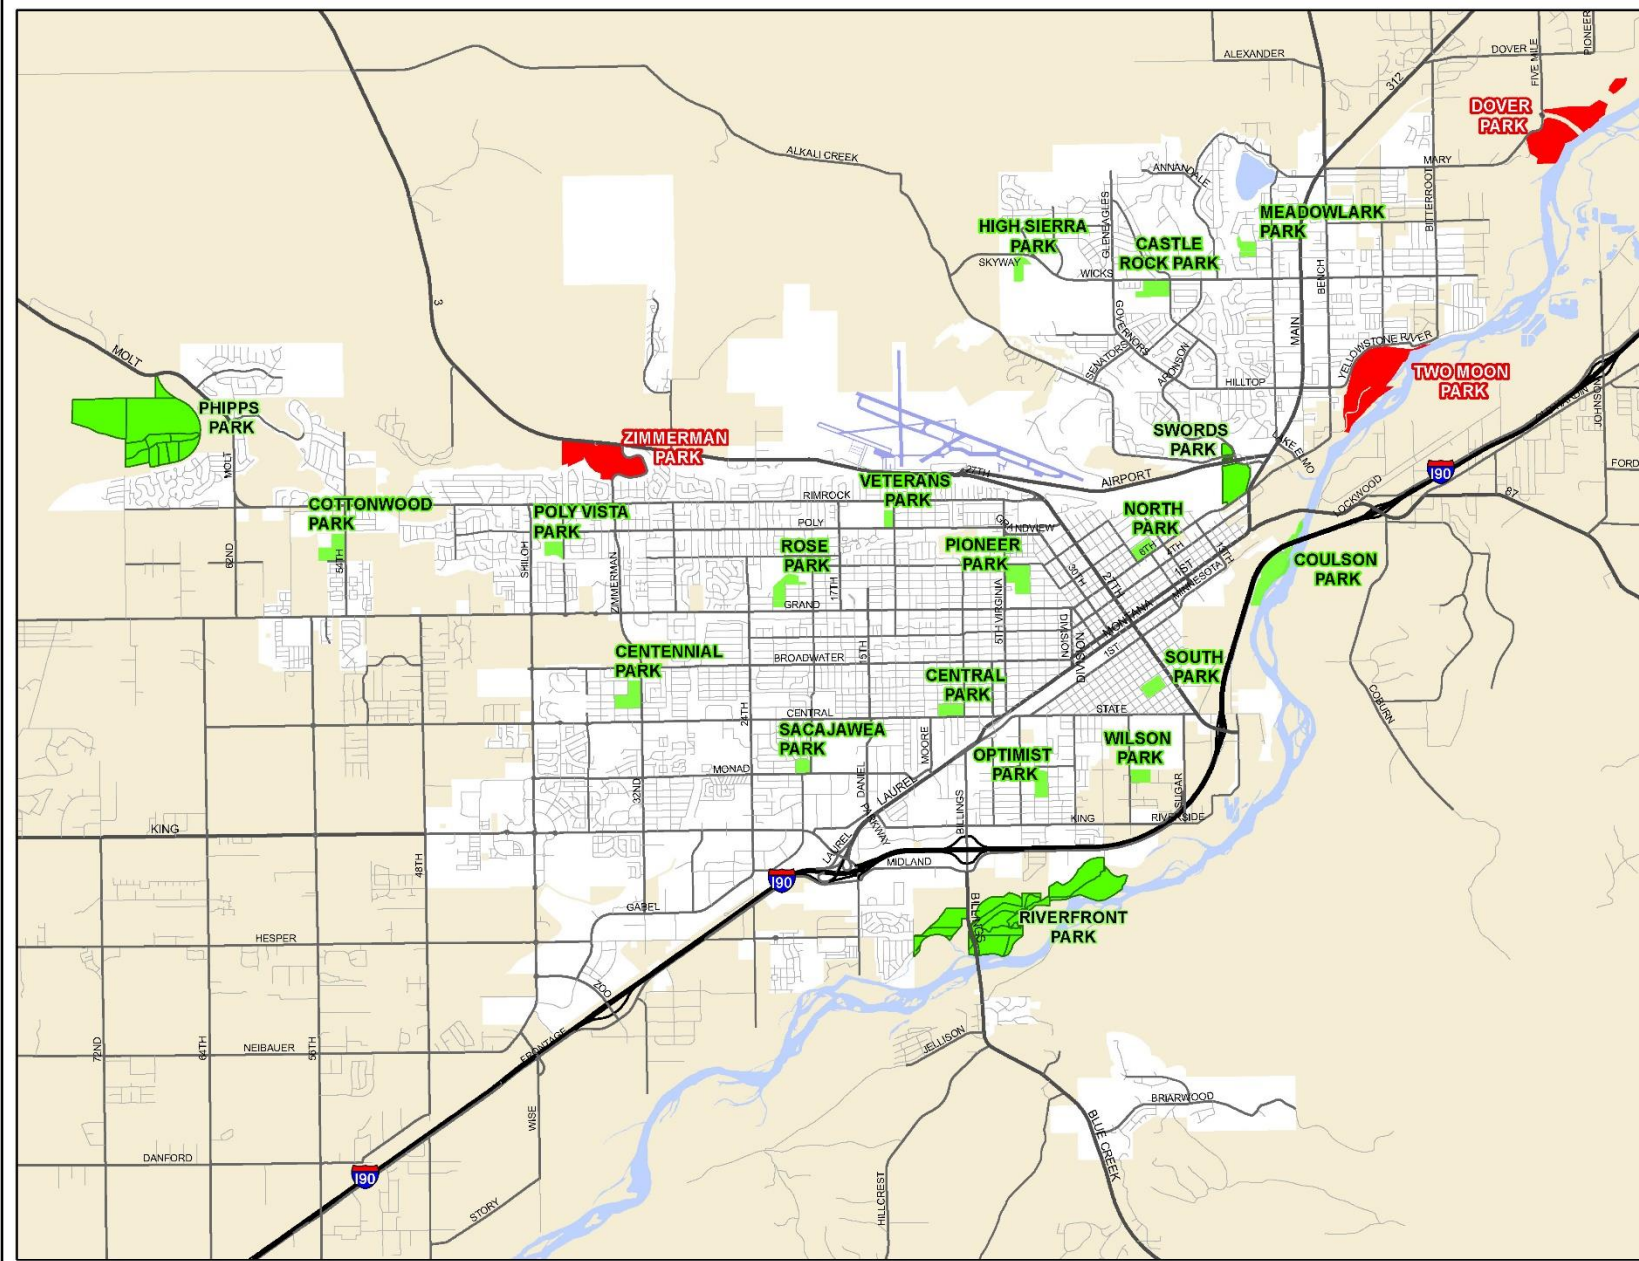 PIONEER
ALEXANDER
DOVER
FIVE MILE
312
DOVER
PARK
ALKALI CREEK
MARY
ANNANDALE
BITTERROOT
GLENEAGLES
MEADOWLARK
PARK
HIGH SIERRA
PARK
CASTLE
ROCK PARK
SKYWAY
WICKS
BENCH
3
GOVERNORS
MAIN
YELLOWSTONE RIVER
SENATORS
ARONSON
MOLT
HILLTOP
TWO MOON
PARK
JOHNSON
PHIPPS
PARK
ZIMMERMAN
PARK
SWORDS
PARK
LAKE ELMO
MOLT
27TH
AIRPORT
I90
FORD
VETERANS
PARK
RIMROCK
LOCKWOOD
87
COTTONWOOD
PARK
POLY VISTA
PARK
POLY
GRANDVIEW
NORTH
PARK
62ND
54TH
SHILOH
ROSE
PARK
PIONEER
PARK
6TH
4TH
13TH
1ST
COULSON
PARK
ZIMMERMAN
17TH
30TH
27TH
MINNESOTA
GRAND
5TH VIRGINIA
DIVISION
MONTANA
1ST
DIVISION
CENTENNIAL
PARK
BROADWATER
15TH
SOUTH
PARK
CENTRAL
PARK
COBURN
24TH
CENTRAL
STATE
SACAJAWEA
PARK
MOORE
OPTIMIST
PARK
WILSON
PARK
MONAD
32ND
DANIEL
LAUREL
SUGAR
BILLINGS
KING
PARKWAY
KING
RIVERSIDE
LAUREL
MIDLAND
48TH
I90
GABEL
BILLINGS
RIVERFRONT
PARK
HESPER
ZOO
72ND
64TH
56TH
NEIBAUER
FRONTAGE
JELLISON
BRIARWOOD
WISE
BLUE CREEK
DANFORD
I90
HILLCREST
STORY